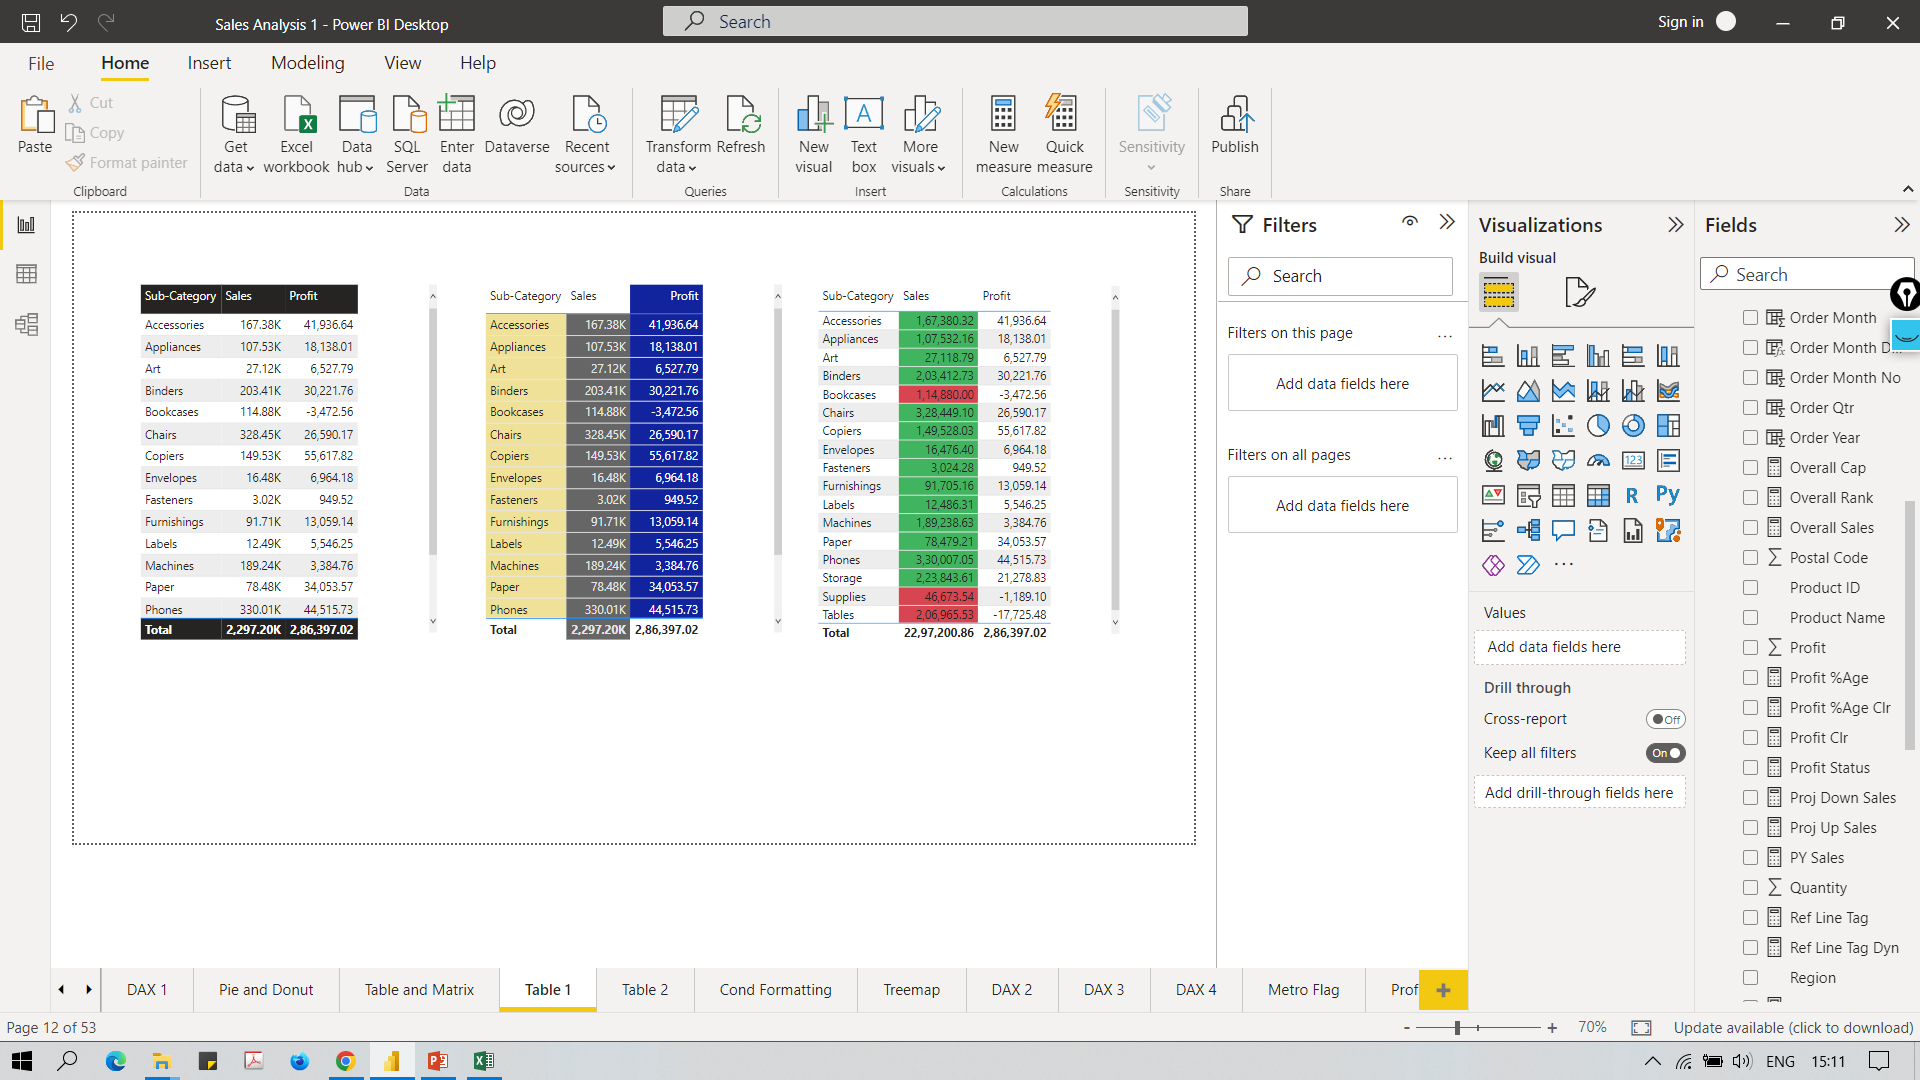 Sales Analysis 1 - Power BI Desktop
Search
Sign in
File
Home
Insert
Modeling
View
Help
Paste
Cut
Copy
Format painter
Clipboard
Get data
Excel workbook
Data hub
SQL Server
Enter data
Dataverse
Recent sources
Data
Transform data
Refresh
Queries
New visual
Text box
More visuals
Insert
New measure
Quick measure
Calculations
Sensitivity
Sensitivity
Publish
Share
Sub-Category Sales Profit
Accessories 167.38K 41,936.64
Appliances 107.53K 18,138.01
Art 27.12K 6,527.79
Binders 203.41K 30,221.76
Bookcases 114.88K -3,472.56
Chairs 328.45K 26,590.17
Copiers 149.53K 55,617.82
Envelopes 16.48K 6,964.18
Fasteners 3.02K 949.52
Furnishings 91.71K 13,059.14
Labels 12.49K 5,546.25
Machines 189.24K 3,384.76
Paper 78.48K 34,053.57
Phones 330.01K 44,515.73
Total 2,297.20K 2,86,397.02
Sub-Category Sales Profit
Accessories 167.38K 41,936.64
Appliances 107.53K 18,138.01
Art 27.12K 6,527.79
Binders 203.41K 30,221.76
Bookcases 114.88K -3,472.56
Chairs 328.45K 26,590.17
Copiers 149.53K 55,617.82
Envelopes 16.48K 6,964.18
Fasteners 3.02K 949.52
Furnishings 91.71K 13,059.14
Labels 12.49K 5,546.25
Machines 189.24K 3,384.76
Paper 78.48K 34,053.57
Phones 330.01K 44,515.73
Total 2,297.20K 2,86,397.02
Sub-Category Sales Profit
Accessories 1,67,380.32 41,936.64
Appliances 1,07,532.16 18,138.01
Art 27,118.79 6,527.79
Binders 2,03,412.73 30,221.76
Bookcases 1,14,880.00 -3,472.56
Chairs 3,28,449.10 26,590.17
Copiers 1,49,528.03 55,617.82
Envelopes 16,476.40 6,964.18
Fasteners 3,024.28 949.52
Furnishings 91,705.16 13,059.14
Labels 12,486.31 5,546.25
Machines 1,89,238.63 3,384.76
Paper 78,479.21 34,053.57
Phones 3,30,007.05 44,515.73
Storage 2,23,843.61 21,278.83
Supplies 46,673.54 -1,189.10
Tables 2,06,965.53 -17,725.48
Total 22,97,200.86 2,86,397.02
Filters
Search
Filters on this page ...
Add data fields here
Filters on all pages ...
Add data fields here
Visualizations
Build visual
123
R
Py
...
Values
Add data fields here
Drill through
Cross-report Off
Keep all filters On
Add drill-through fields here
Fields
Search
Order Month
Order Month D...
Order Month No
Order Qtr
Order Year
Overall Cap
Overall Rank
Overall Sales
Postal Code
Product ID
Product Name
Profit
Profit %Age
Profit %Age Clr
Profit Clr
Profit Status
Proj Down Sales
Proj Up Sales
PY Sales
Quantity
Ref Line Tag
Ref Line Tag Dyn
Region
DAX 1
Pie and Donut
Table and Matrix
Table 1
Table 2
Cond Formatting
Treemap
DAX 2
DAX 3
DAX 4
Metro Flag
Prof
+
Page 12 of 53
- + 70%
Update available (click to download)
ENG
15:11